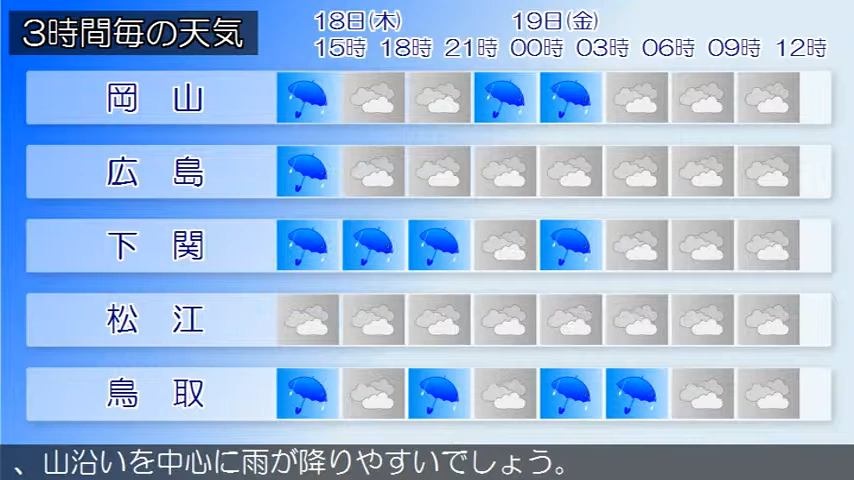 3時間毎の天気
18日(木) 19日(金)
15時 18時 21時 00時 03時 06時 09時 12時
岡 山
広 島
下 関
松 江
鳥 取
、山沿いを中心に雨が降りやすいでしょう。